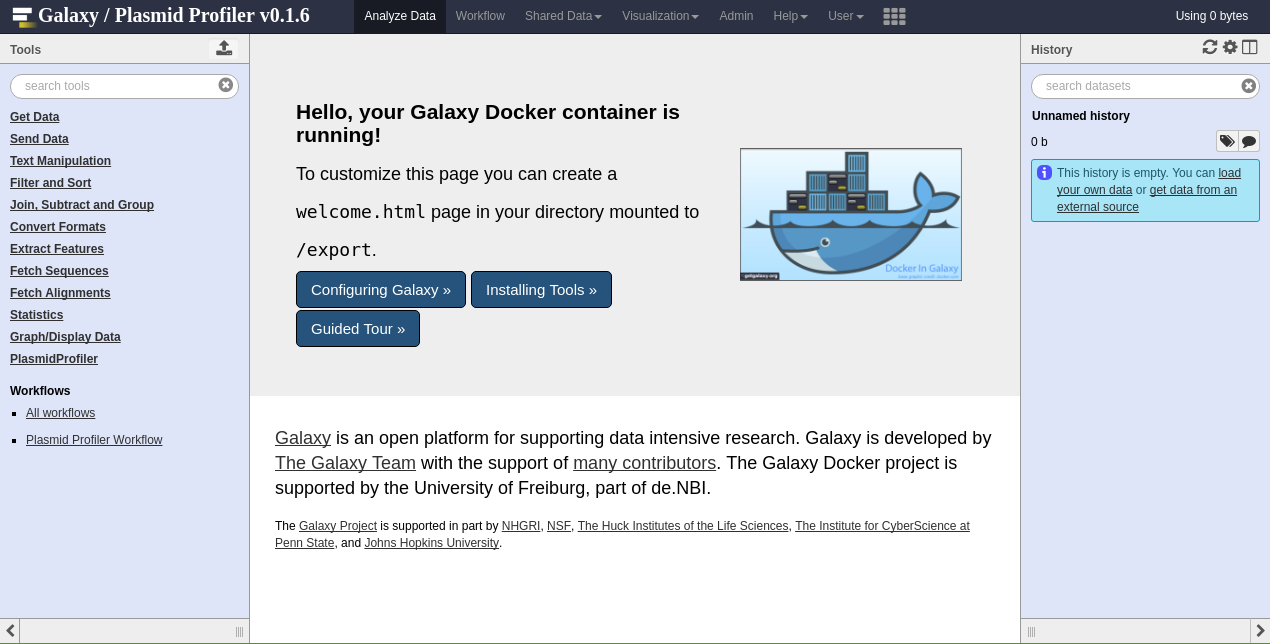 Galaxy / Plasmid Profiler v0.1.6
Analyze Data Workflow Shared Data Visualization Admin Help User
Using 0 bytes
Tools
search tools
Get Data
Send Data
Text Manipulation
Filter and Sort
Join, Subtract and Group
Convert Formats
Extract Features
Fetch Sequences
Fetch Alignments
Statistics
Graph/Display Data
PlasmidProfiler
Workflows
All workflows
Plasmid Profiler Workflow
Hello, your Galaxy Docker container is
running!
To customize this page you can create a
welcome.html page in your directory mounted to
/export.
Configuring Galaxy »
Installing Tools »
Guided Tour »
Docker In Galaxy
Galaxy is an open platform for supporting data intensive research. Galaxy is developed by
The Galaxy Team with the support of many contributors. The Galaxy Docker project is
supported by the University of Freiburg, part of de.NBI.
The Galaxy Project is supported in part by NHGRI, NSF, The Huck Institutes of the Life Sciences, The Institute for CyberScience at
Penn State, and Johns Hopkins University.
History
search datasets
Unnamed history
0 b
This history is empty. You can load
your own data or get data from an
external source